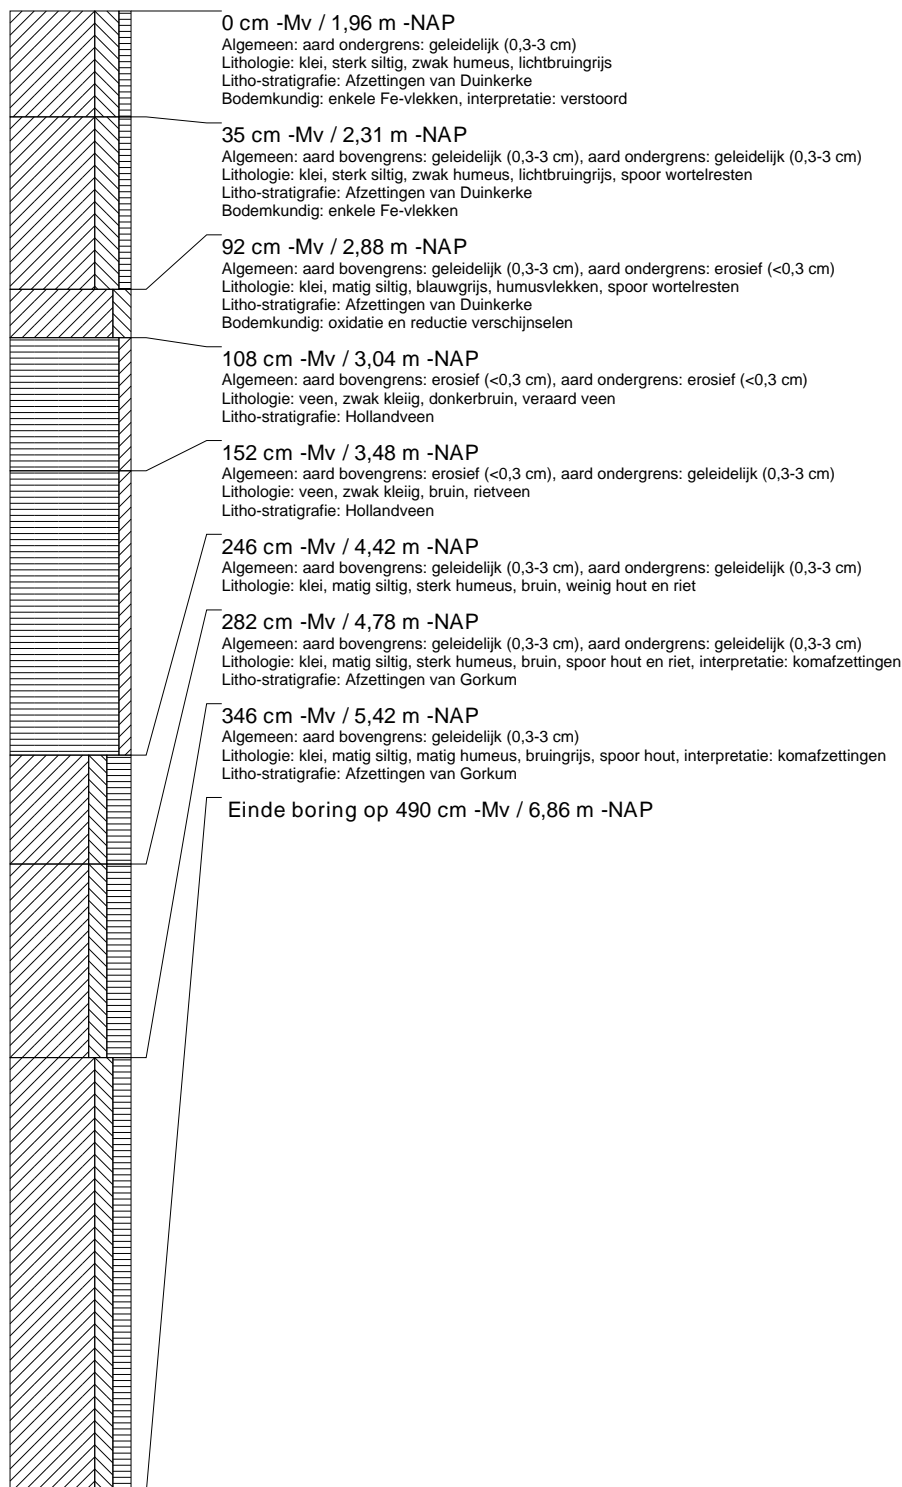 0 cm -Mv / 1,96 m -NAP
Algemeen: aard ondergrens: geleidelijk (0,3-3 cm)
Lithologie: klei, sterk siltig, zwak humeus, lichtbruingrijs
Litho-stratigrafie: Afzettingen van Duinkerke
Bodemkundig: enkele Fe-vlekken, interpretatie: verstoord
35 cm -Mv / 2,31 m -NAP
Algemeen: aard bovengrens: geleidelijk (0,3-3 cm), aard ondergrens: geleidelijk (0,3-3 cm)
Lithologie: klei, sterk siltig, zwak humeus, lichtbruingrijs, spoor wortelresten
Litho-stratigrafie: Afzettingen van Duinkerke
Bodemkundig: enkele Fe-vlekken
92 cm -Mv / 2,88 m -NAP
Algemeen: aard bovengrens: geleidelijk (0,3-3 cm), aard ondergrens: erosief (<0,3 cm)
Lithologie: klei, matig siltig, blauwgrijs, humusvlekken, spoor wortelresten
Litho-stratigrafie: Afzettingen van Duinkerke
Bodemkundig: oxidatie en reductie verschijnselen
108 cm -Mv / 3,04 m -NAP
Algemeen: aard bovengrens: erosief (<0,3 cm), aard ondergrens: erosief (<0,3 cm)
Lithologie: veen, zwak kleiig, donkerbruin, veraard veen
Litho-stratigrafie: Hollandveen
152 cm -Mv / 3,48 m -NAP
Algemeen: aard bovengrens: erosief (<0,3 cm), aard ondergrens: geleidelijk (0,3-3 cm)
Lithologie: veen, zwak kleiig, bruin, rietveen
Litho-stratigrafie: Hollandveen
246 cm -Mv / 4,42 m -NAP
Algemeen: aard bovengrens: geleidelijk (0,3-3 cm), aard ondergrens: geleidelijk (0,3-3 cm)
Lithologie: klei, matig siltig, sterk humeus, bruin, weinig hout en riet
282 cm -Mv / 4,78 m -NAP
Algemeen: aard bovengrens: geleidelijk (0,3-3 cm), aard ondergrens: geleidelijk (0,3-3 cm)
Lithologie: klei, matig siltig, sterk humeus, bruin, spoor hout en riet, interpretatie: komafzettingen
Litho-stratigrafie: Afzettingen van Gorkum
346 cm -Mv / 5,42 m -NAP
Algemeen: aard bovengrens: geleidelijk (0,3-3 cm)
Lithologie: klei, matig siltig, matig humeus, bruingrijs, spoor hout, interpretatie: komafzettingen
Litho-stratigrafie: Afzettingen van Gorkum
Einde boring op 490 cm -Mv / 6,86 m -NAP